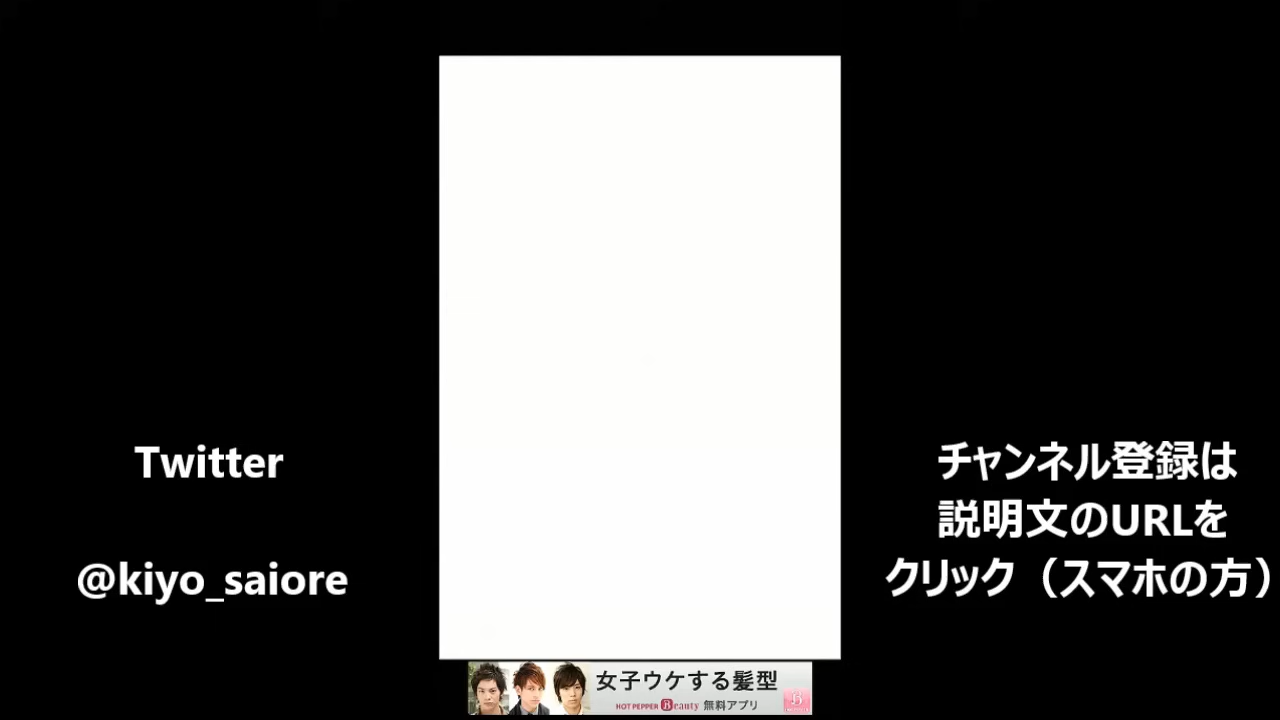 Twitter
@kiyo_saiore
チャンネル登録は
説明文のURLを
クリック（スマホの方）
女子ウケする髪型
HOT PEPPER Beauty 無料アプリ